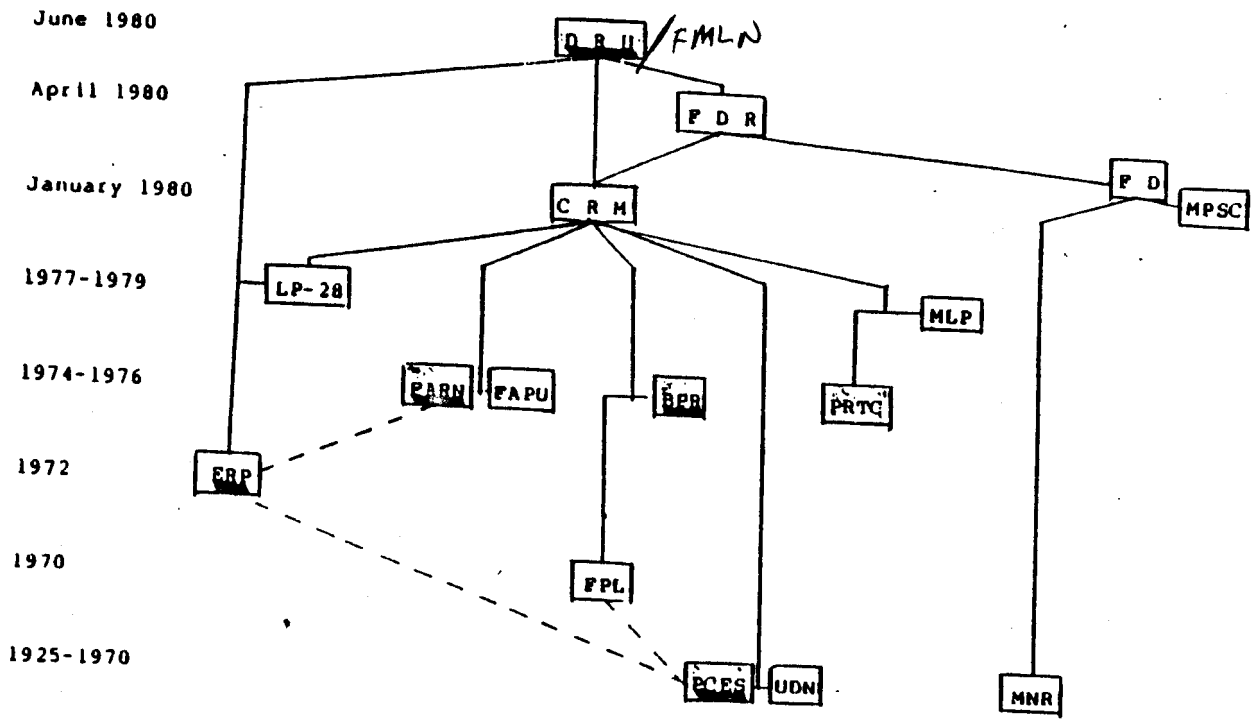 June 1980
D R U / FMLN
April 1980
F D R
January 1980
C R M
F D
MPSC
1977-1979
LP-28
MLP
1974-1976
FARN
FAPU
BPR
PRTC
1972
ERP
1970
FPL
1925-1970
PCES
UDN
MNR